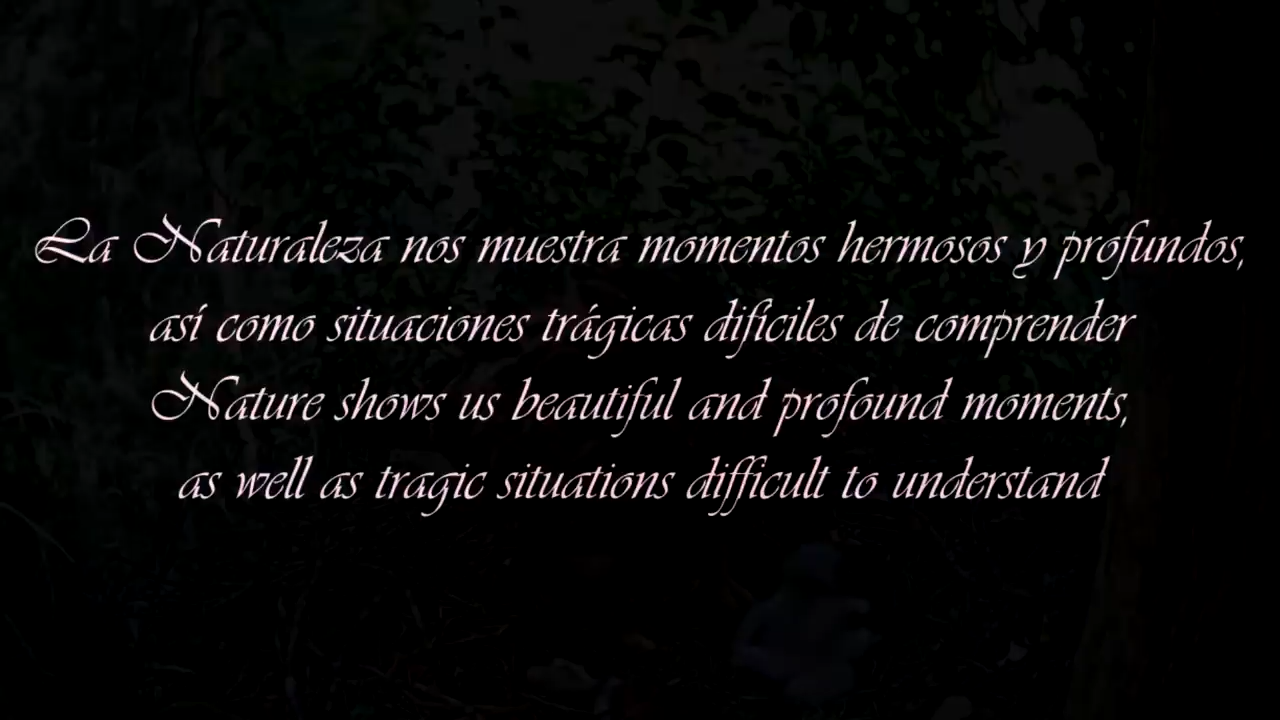 La Naturaleza nos muestra momentos hermosos y profundos,
así como situaciones trágicas difíciles de comprender
Nature shows us beautiful and profound moments,
as well as tragic situations difficult to understand